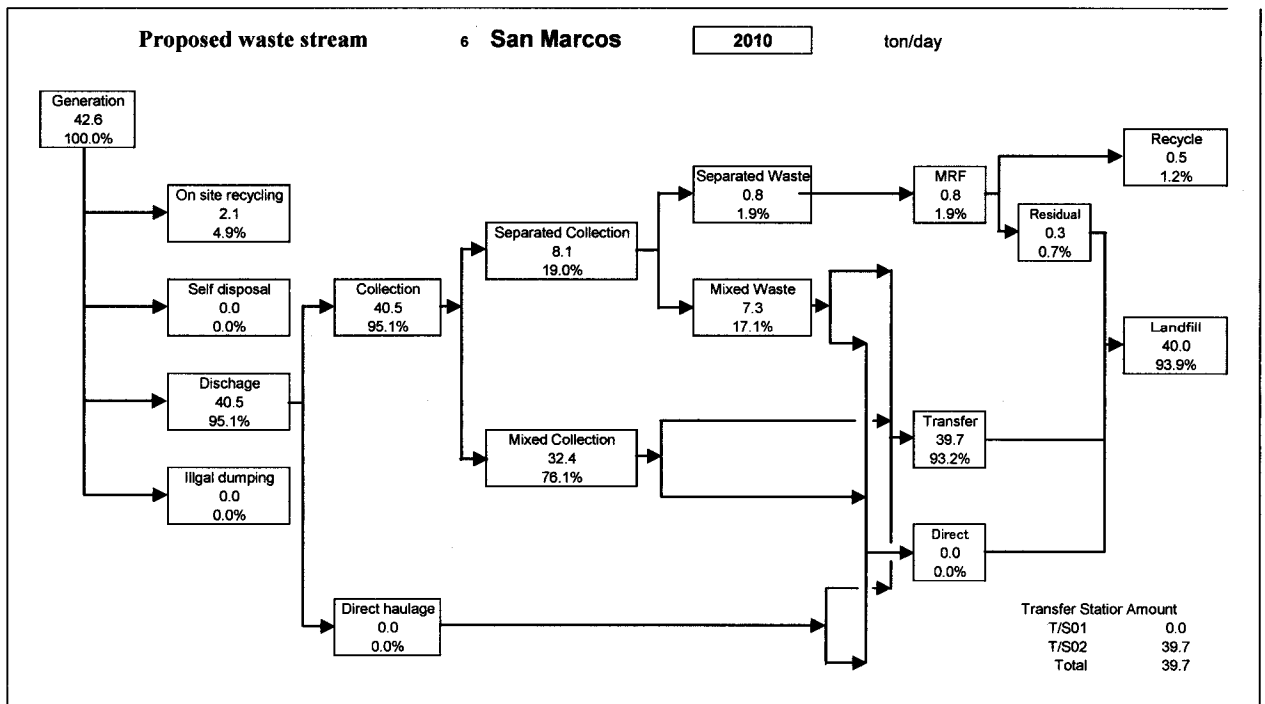 Proposed waste stream 6 San Marcos 2010 ton/day
Generation
42.6
100.0%
On site recycling
2.1
4.9%
Self disposal
0.0
0.0%
Dischage
40.5
95.1%
Illgal dumping
0.0
0.0%
Collection
40.5
95.1%
Direct haulage
0.0
0.0%
Separated Collection
8.1
19.0%
Mixed Collection
32.4
76.1%
Separated Waste
0.8
1.9%
Mixed Waste
7.3
17.1%
MRF
0.8
1.9%
Residual
0.3
0.7%
Recycle
0.5
1.2%
Landfill
40.0
93.9%
Transfer
39.7
93.2%
Direct
0.0
0.0%
Transfer Statior Amount
T/S01 0.0
T/S02 39.7
Total 39.7